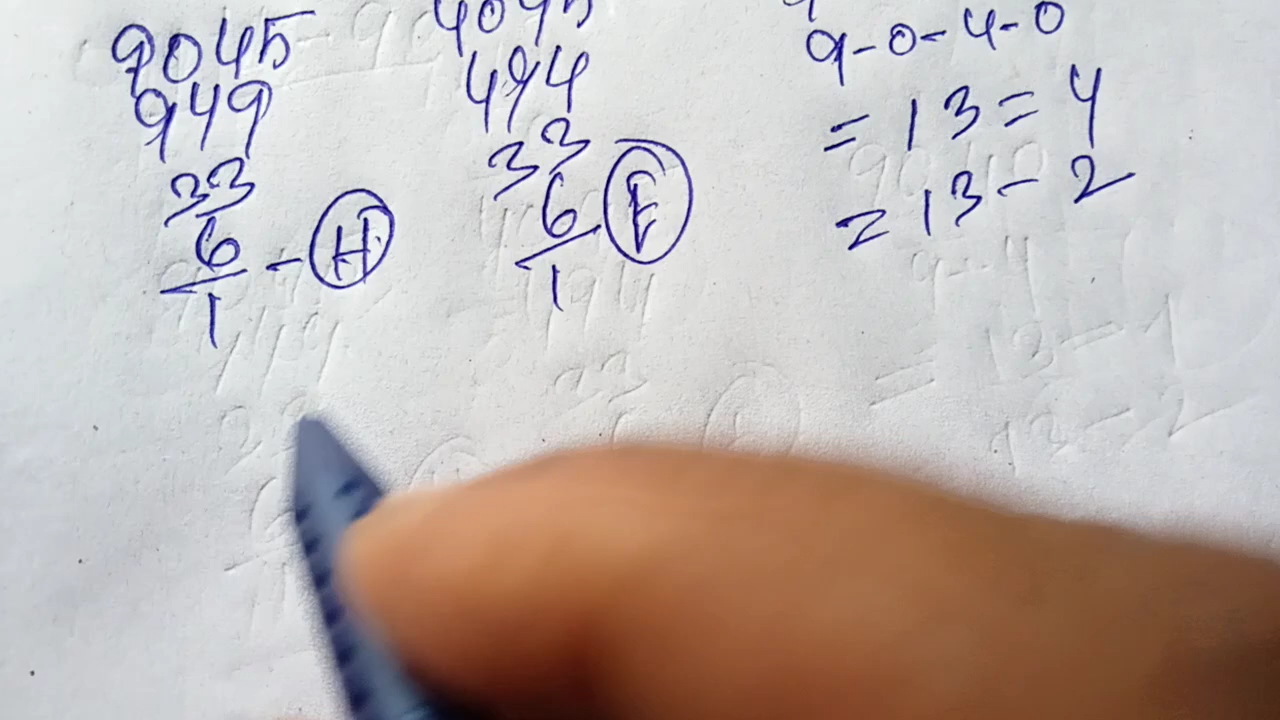 9045
949
33
6 - H
1
4045
494
33
6 E
1
9-0-4-0
= 13 = 4
= 13 - 2